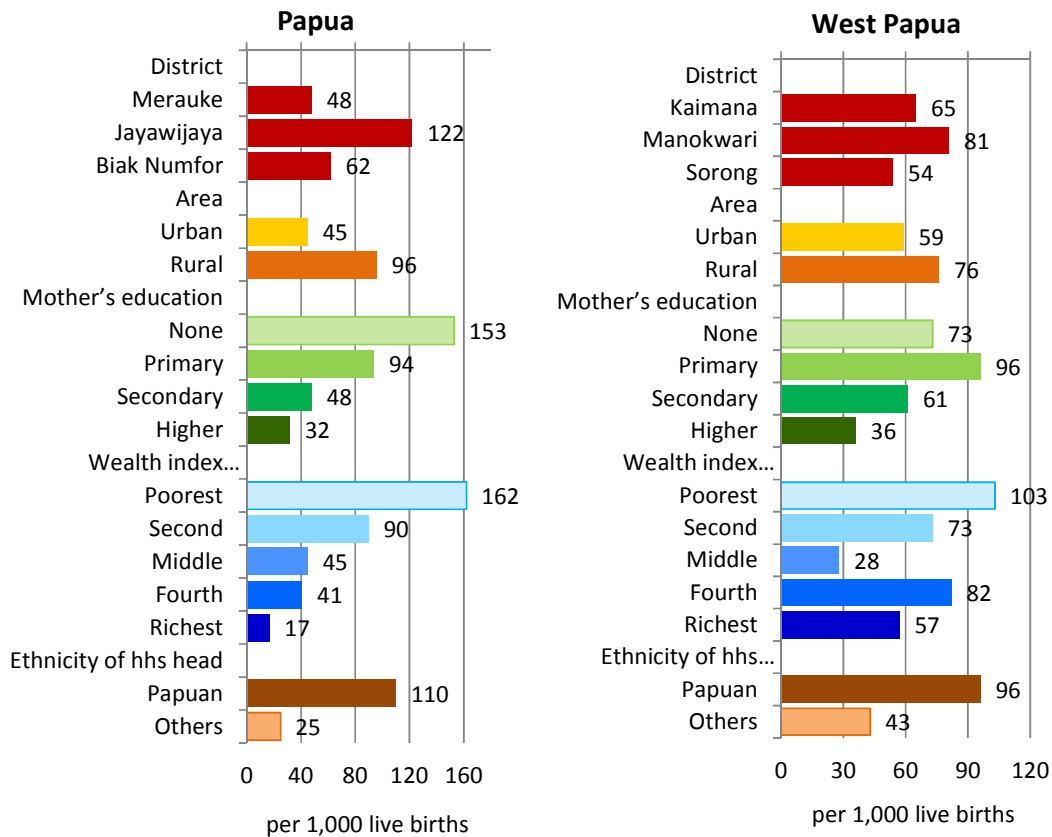 Papua
District
Merauke 48
Jayawijaya 122
Biak Numfor 62
Area
Urban 45
Rural 96
Mother's education
None 153
Primary 94
Secondary 48
Higher 32
Wealth index...
Poorest 162
Second 90
Middle 45
Fourth 41
Richest 17
Ethnicity of hhs head
Papuan 110
Others 25
0 40 80 120 160
per 1,000 live births
West Papua
District
Kaimana 65
Manokwari 81
Sorong 54
Area
Urban 59
Rural 76
Mother's education
None 73
Primary 96
Secondary 61
Higher 36
Wealth index...
Poorest 103
Second 73
Middle 28
Fourth 82
Richest 57
Ethnicity of hhs...
Papuan 96
Others 43
0 30 60 90 120
per 1,000 live births